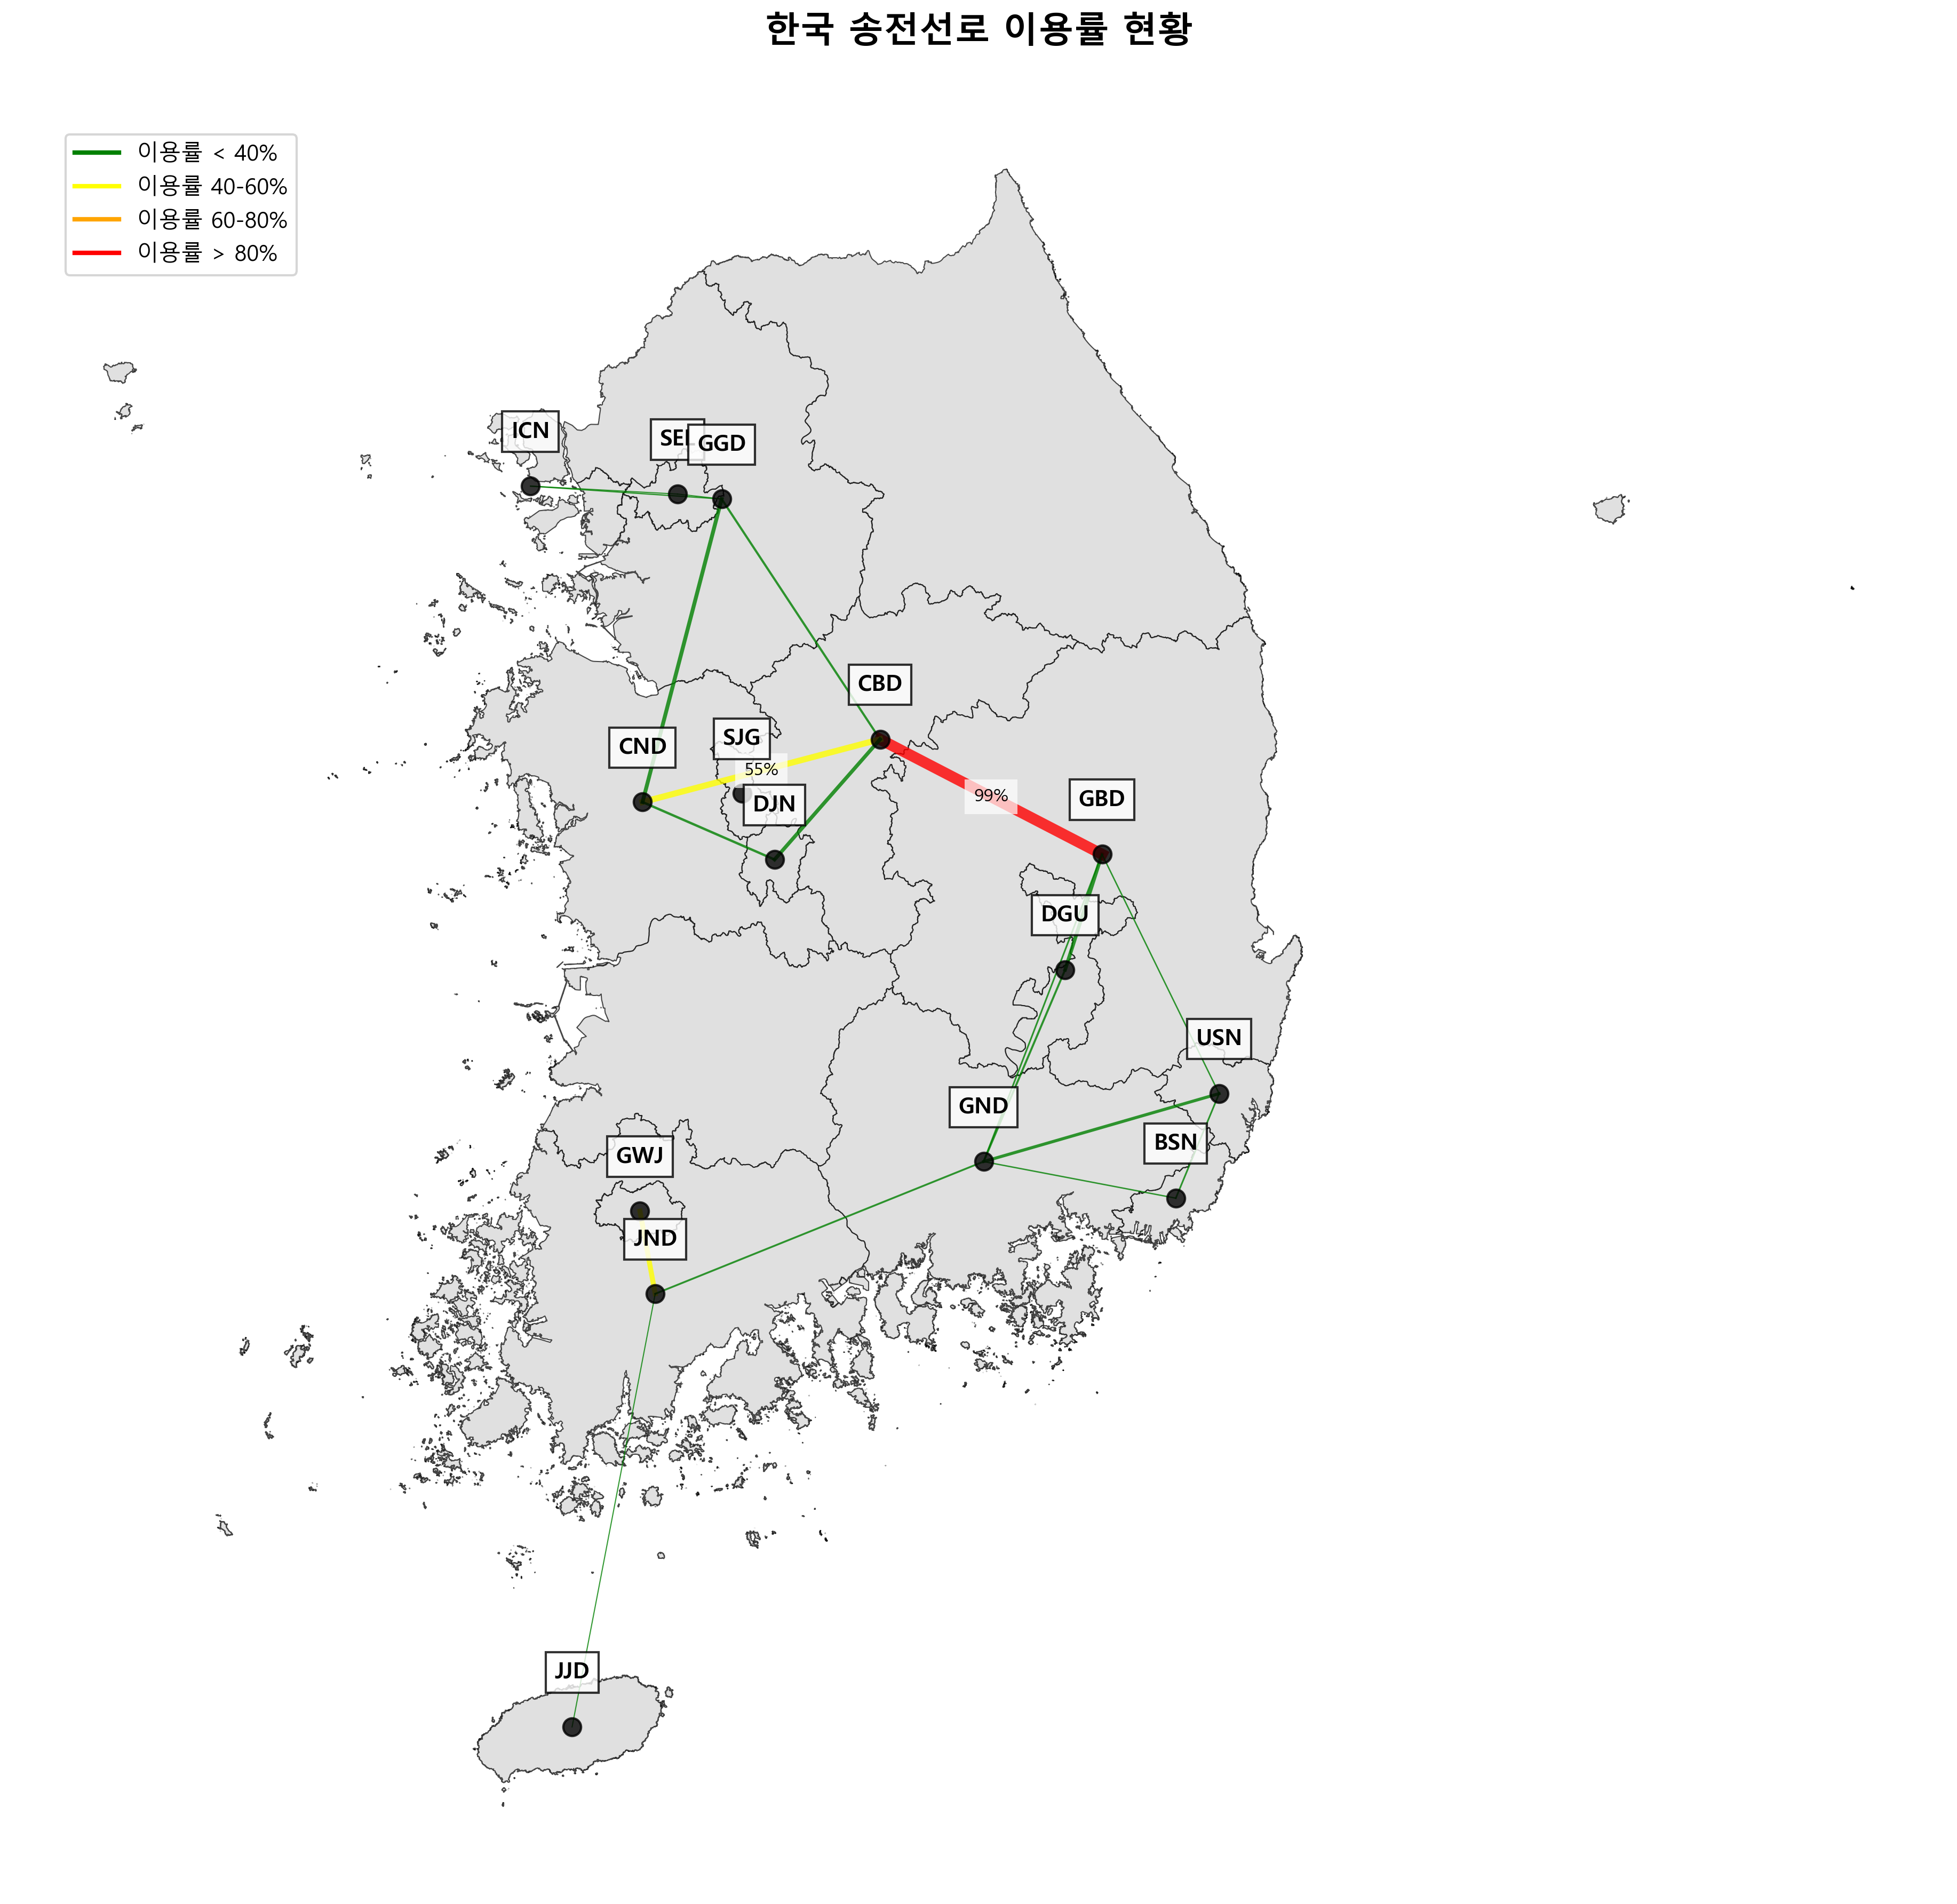 한국 송전선로 이용률 현황
이용률 < 40%
이용률 40-60%
이용률 60-80%
이용률 > 80%
ICN
SEL
GGD
CBD
SJG
CND
55%
99%
GBD
DJN
DGU
USN
GND
BSN
GWJ
JND
JJD